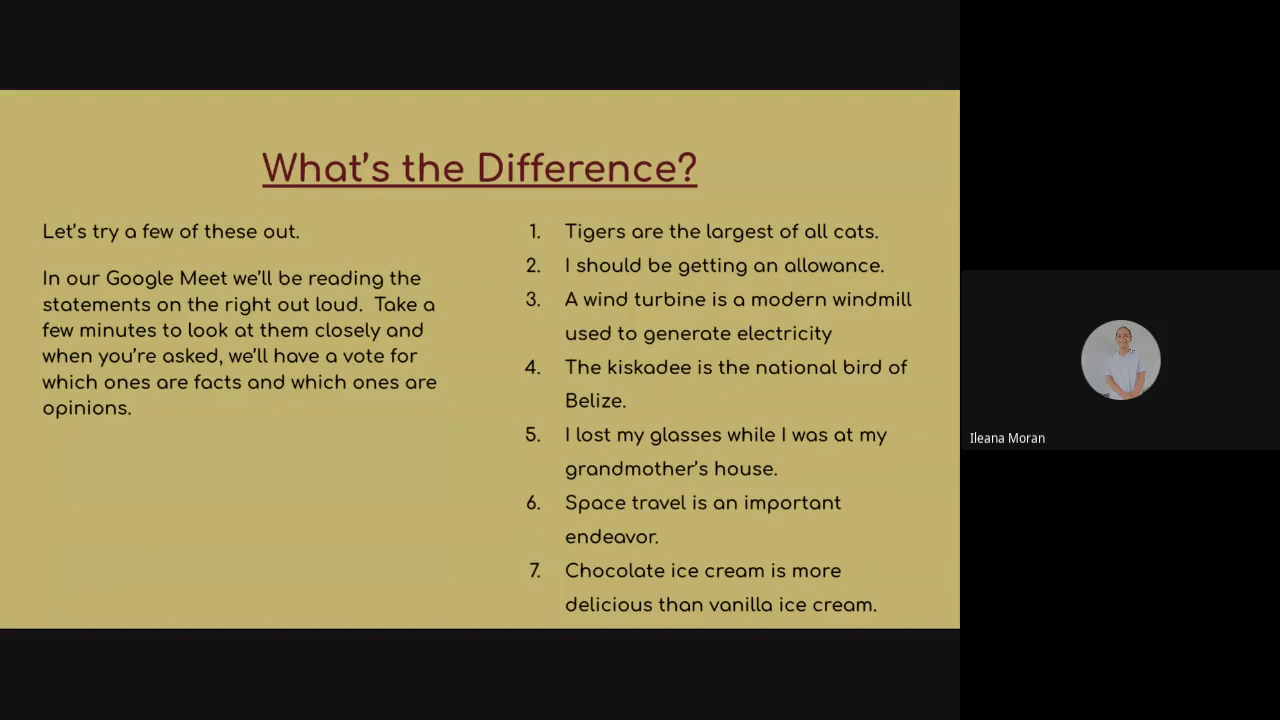 What's the Difference?
Let's try a few of these out.
In our Google Meet we'll be reading the
statements on the right out loud.  Take a
few minutes to look at them closely and
when you're asked, we'll have a vote for
which ones are facts and which ones are
opinions.
1. Tigers are the largest of all cats.
2. I should be getting an allowance.
3. A wind turbine is a modern windmill
used to generate electricity
4. The kiskadee is the national bird of
Belize.
5. I lost my glasses while I was at my
grandmother's house.
6. Space travel is an important
endeavor.
7. Chocolate ice cream is more
delicious than vanilla ice cream.
Ileana Moran